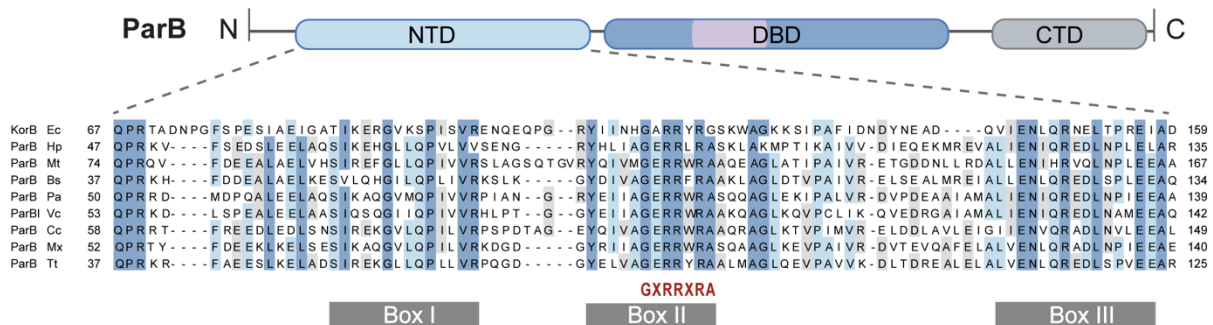 ParB N NTD DBD CTD C
KorB Ec 67 QPRTADNPGFSPESIAEIGATIKERGVKSPISVRENQEQPG--RYIINHGARRYRGSKWAGKKSIPAFIDNDYNEAD----QVIENLQRNELTPREIAD 159
ParB Hp 47 QPRKV----FSEDSLEELAQSIKEHGLLQPVLVVSENG-----RYHLIAGERRLRASKLAKMPTIKAIVV-DIEQEKMREVALIENIQREDLNPLELAR 135
ParB Mt 74 QPRQV----FDEEALAELVHSIREFGLLQPIVVRSLAGSQTGVRYQIVMGERRWRAAQEAGLATIPAIVR-ETGDDNLLRDALLENIHRVQLNPLEEAA 167
ParB Bs 37 QPRKH----FDDEALAELKESVLQHGILQPLIVRKSLK-----GYDIVAGERRFRAAKLAGLDTVPAIVR-ELSEALMREIALLENLQREDLSPLEEAQ 134
ParB Pa 50 QPRRD----MDPQALEELAQSIKAQGVMQPIVVRPIAN--G--RYEIIAGERRWRASQQAGLEKIPALVR-DVPDEAAIAMALIENIQREDLNPLEEAA 139
ParBI Vc 53 QPRKD----LSPEALEELAASIQSQGIIQPIVVRHLPT--G--GYEIIAGERRWRAAKQAGLKQVPCLIK-QVEDRGAIAMALIENIQREDLNAMEEAQ 142
ParB Cc 58 QPRRT----FREEDLEDLSNSIREKGVLQPILVRPSPDTAG--EYQIVAGERRWRAAQRAGLKTVPIMVR-ELDDLAVLEIGIIENVQRADLNVLEEAL 149
ParB Mx 52 QPRTY----FDEEKLKELSESIKAQGVLQPILVRKDGD-----GYRIIAGERRWRASQAAGLKEVPAIVR-DVTEVQAFELALVENLQRADLNPIEEAE 140
ParB Tt 37 QPRKR----FAEESLKELADSIREKGLLQPLLVRPQGD-----GYELVAGERRYRAALMAGLQEVPAVVK-DLTDREALELALVENLQREDLSPVEEAR 125
GXRRXRA
Box I Box II Box III